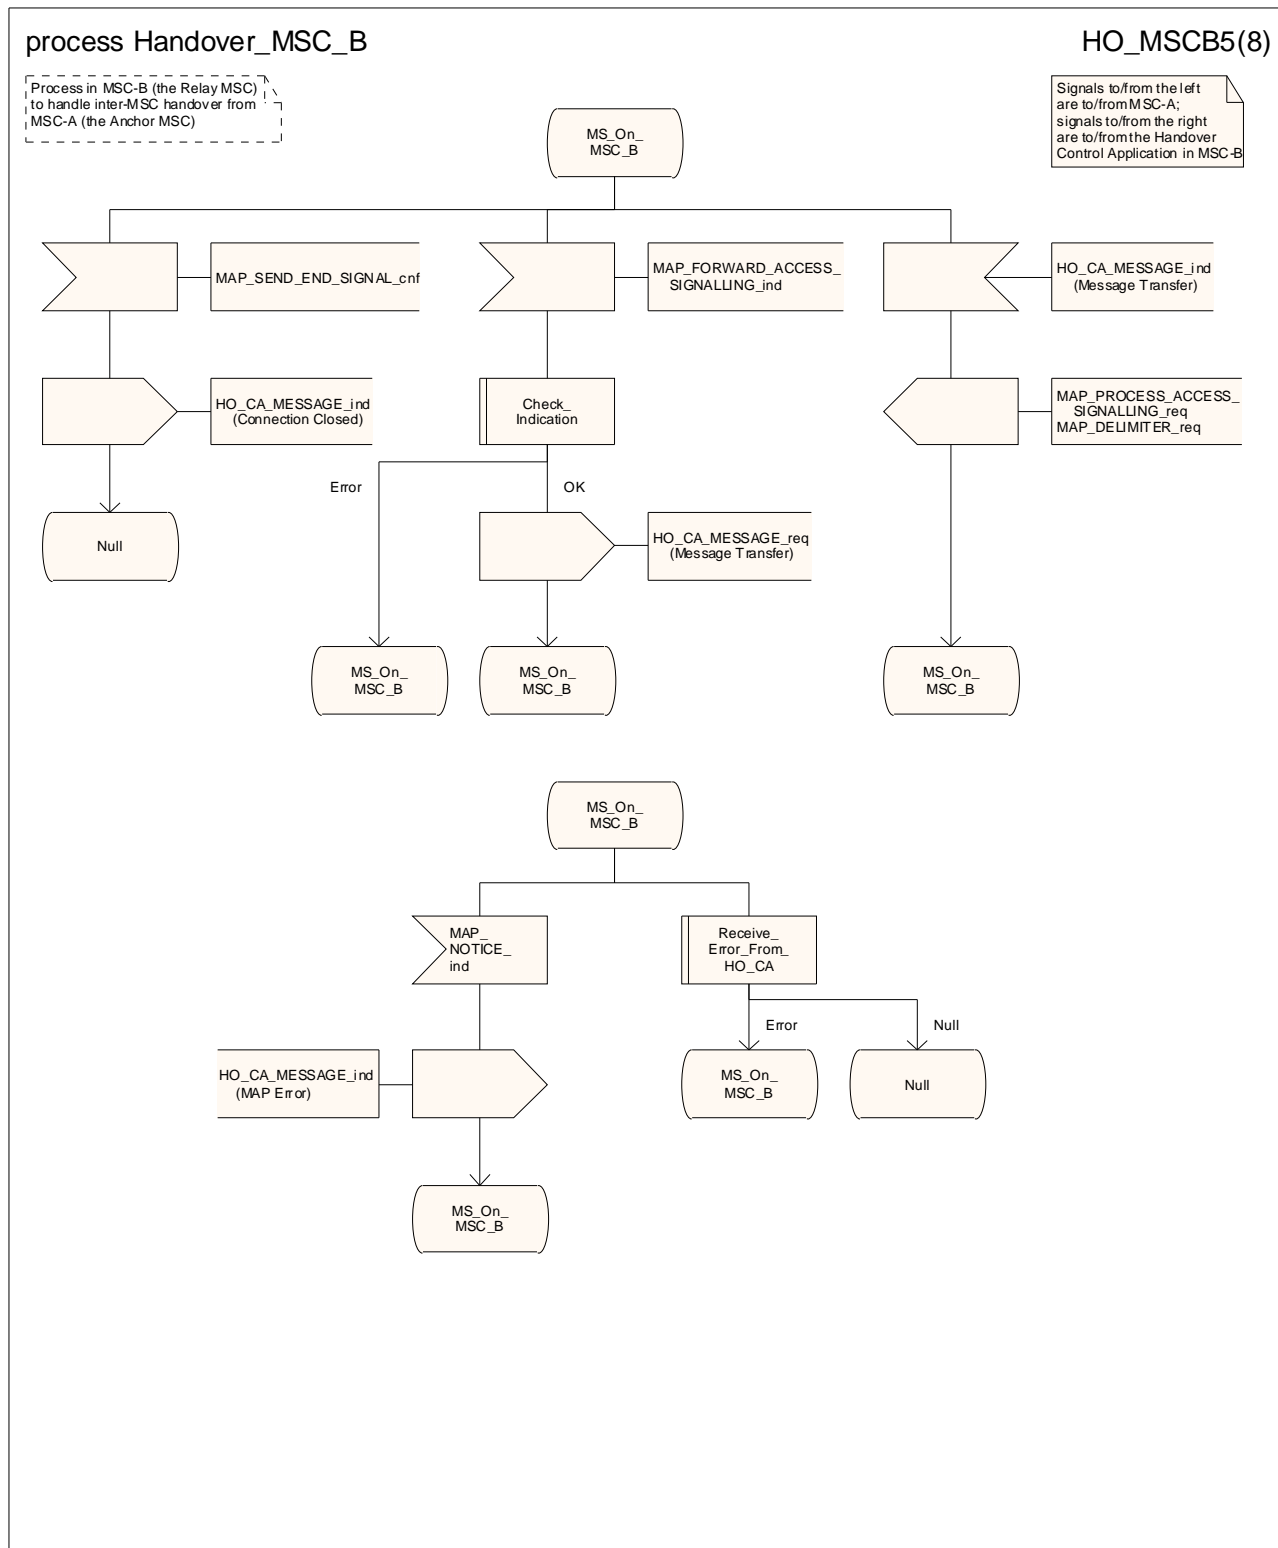 process Handover_MSC_B
HO_MSCB5(8)
Process in MSC-B (the Relay MSC)
to handle inter-MSC handover from
MSC-A (the Anchor MSC)
Signals to/from the left
are to/from MSC-A;
signals to/from the right
are to/from the Handover
Control Application in MSC-B
MS_On_
MSC_B
MAP_SEND_END_SIGNAL_cnf
MAP_FORWARD_ACCESS_
SIGNALLING_ind
HO_CA_MESSAGE_ind
(Message Transfer)
HO_CA_MESSAGE_ind
(Connection Closed)
Check_
Indication
MAP_PROCESS_ACCESS_
SIGNALLING_req
MAP_DELIMITER_req
Error
OK
Null
HO_CA_MESSAGE_req
(Message Transfer)
MS_On_
MSC_B
MS_On_
MSC_B
MS_On_
MSC_B
MS_On_
MSC_B
MAP_
NOTICE_
ind
Receive_
Error_From_
HO_CA
Error
Null
HO_CA_MESSAGE_ind
(MAP Error)
MS_On_
MSC_B
Null
MS_On_
MSC_B